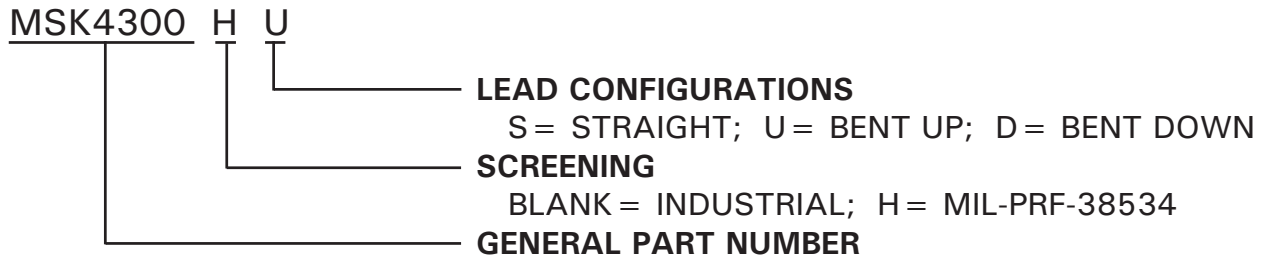 MSK4300 H U
LEAD CONFIGURATIONS
S= STRAIGHT; U= BENT UP; D= BENT DOWN
SCREENING
BLANK= INDUSTRIAL; H= MIL-PRF-38534
GENERAL PART NUMBER